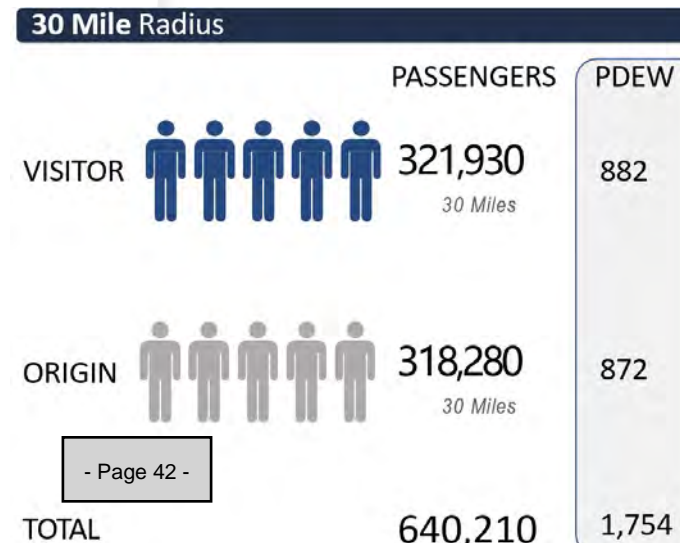 30 Mile Radius
PASSENGERS PDEW
VISITOR 321,930 882
30 Miles
ORIGIN 318,280 872
30 Miles
- Page 42 -
TOTAL 640,210 1,754